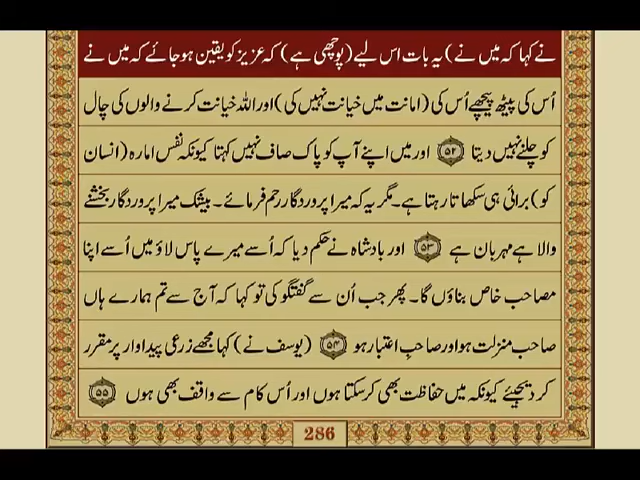 نے کہا کہ میں نے) یہ بات اس لیے (پوچھی ہے) کہ عزیز کو یقین ہو جائے کہ میں نے
اُس کی پیٹھ پیچھے اُس کی (امانت میں خیانت نہیں کی) اور اللہ خیانت کرنے والوں کی چال
کو چلنے نہیں دیتا ۵۲ اور میں اپنے آپ کو پاک صاف نہیں کہتا کیونکہ نفس امارہ (انسان
کو) برائی ہی سکھاتا رہتا ہے۔ مگر یہ کہ میرا پروردگار رحم فرمائے۔ بیشک میرا پروردگار بخشنے
والا ہے مہربان ہے ۵۳ اور بادشاہ نے حکم دیا کہ اُسے میرے پاس لاؤ میں اُسے اپنا
مصاحب خاص بناؤں گا۔ پھر جب اُن سے گفتگو کی تو کہا کہ آج سے تم ہمارے ہاں
صاحب منزلت ہو اور صاحبِ اعتبار ہو ۵۴ (یوسف نے) کہا مجھے زرعی پیداوار پر مقرر
کر دیجیئے کیونکہ میں حفاظت بھی کر سکتا ہوں اور اُس کام سے واقف بھی ہوں ۵۵
286